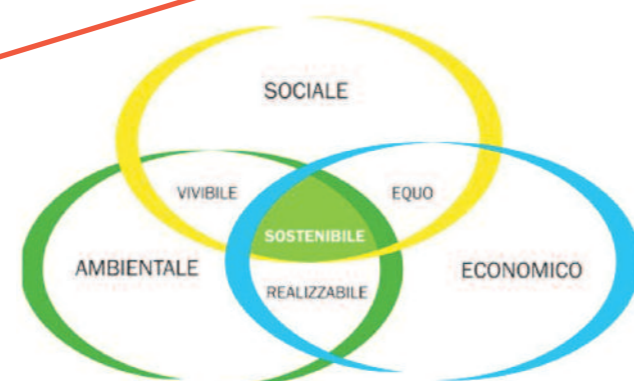 SOCIALE
VIVIBILE
EQUO
SOSTENIBILE
AMBIENTALE
ECONOMICO
REALIZZABILE